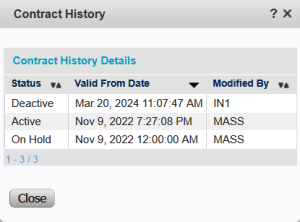 Contract History ? ×
Contract History Details
Status Valid From Date Modified By
Deactive Mar 20, 2024 11:07:47 AM IN1
Active Nov 9, 2022 7:27:08 PM MASS
On Hold Nov 9, 2022 12:00:00 AM MASS
1 - 3 / 3
Close